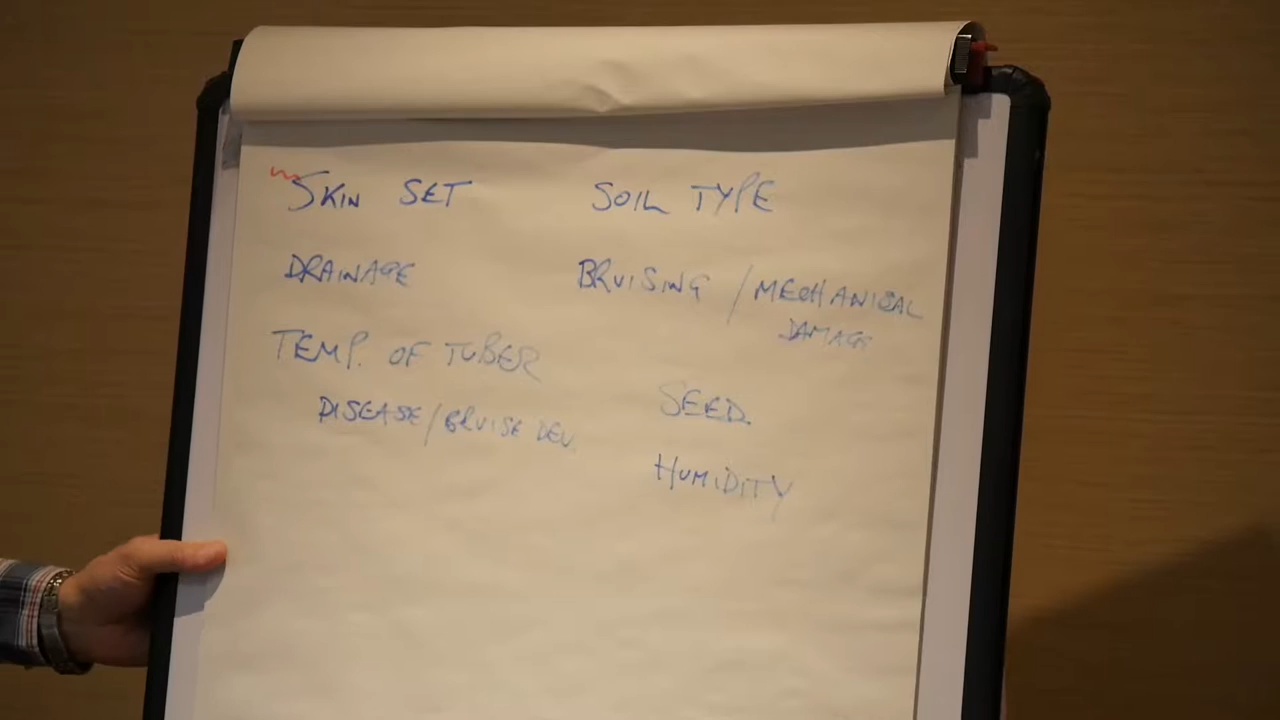 SKIN SET
SOIL TYPE
DRAINAGE
BRUISING / MECHANICAL
DAMAGE
TEMP. OF TUBER
DISEASE/BRUISE DEV.
SEED
HUMIDITY